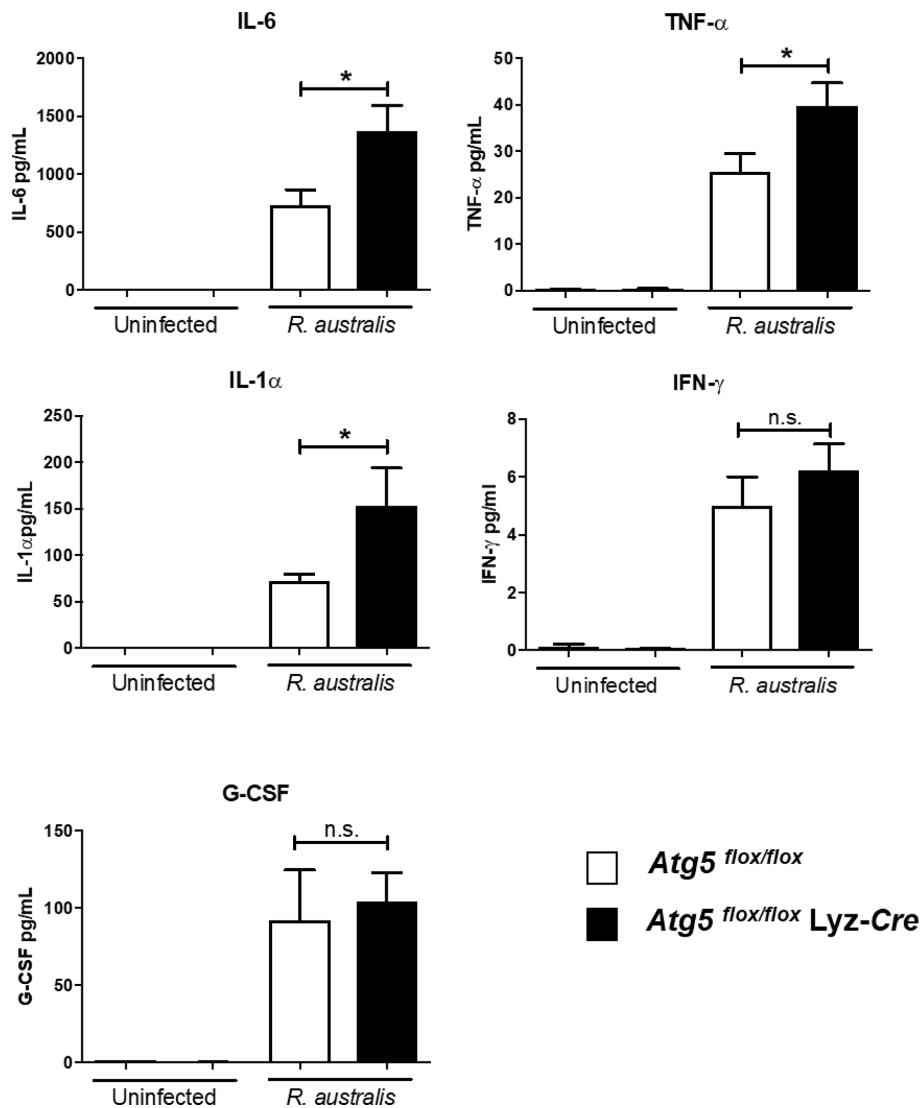 IL-6
2000
1500
1000
500
0
IL-6 pg/mL
*
Uninfected
R. australis
TNF-α
50
40
30
20
10
0
TNF-α pg/mL
*
Uninfected
R. australis
IL-1α
250
200
150
100
50
0
IL-1αpg/mL
*
Uninfected
R. australis
IFN-γ
8
6
4
2
0
IFN-γ pg/ml
n.s.
Uninfected
R. australis
G-CSF
150
100
50
0
G-CSF pg/mL
n.s.
Uninfected
R. australis
Atg5 flox/flox
Atg5 flox/flox Lyz-Cre